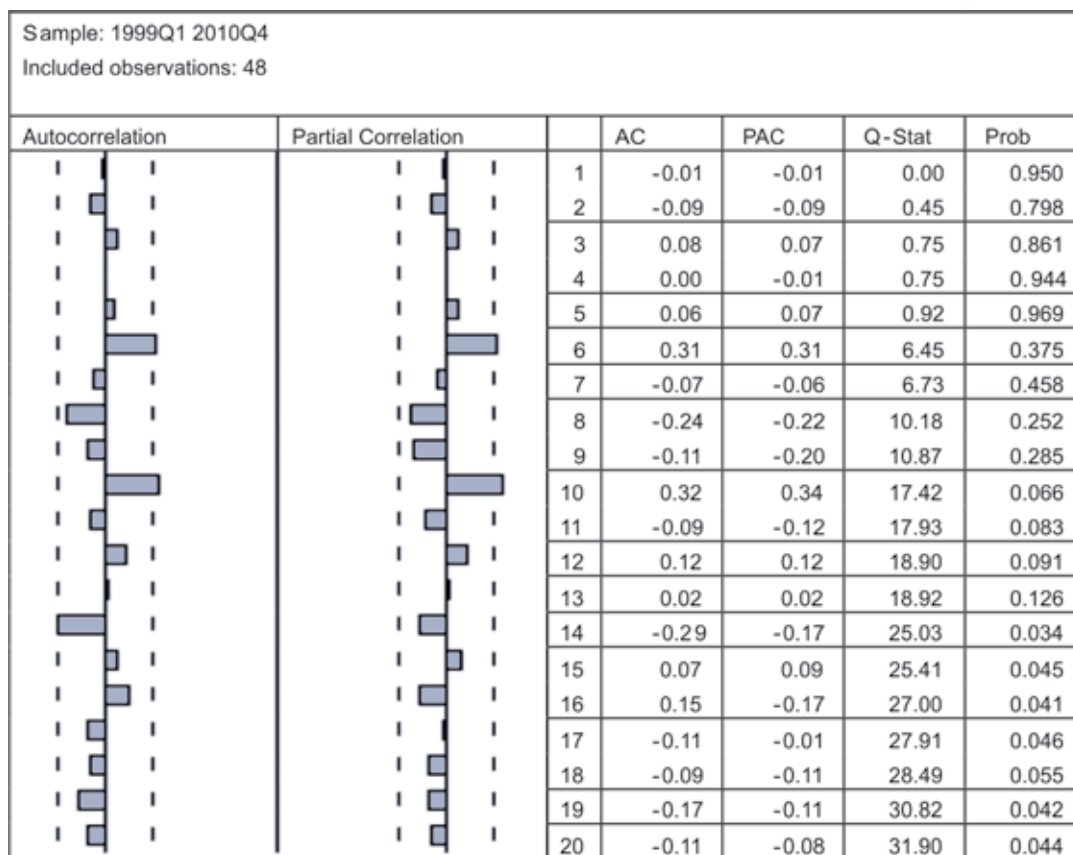 Sample: 1999Q1 2010Q4
Included observations: 48
Autocorrelation Partial Correlation AC PAC Q-Stat Prob
1 -0.01 -0.01 0.00 0.950
2 -0.09 -0.09 0.45 0.798
3 0.08 0.07 0.75 0.861
4 0.00 -0.01 0.75 0.944
5 0.06 0.07 0.92 0.969
6 0.31 0.31 6.45 0.375
7 -0.07 -0.06 6.73 0.458
8 -0.24 -0.22 10.18 0.252
9 -0.11 -0.20 10.87 0.285
10 0.32 0.34 17.42 0.066
11 -0.09 -0.12 17.93 0.083
12 0.12 0.12 18.90 0.091
13 0.02 0.02 18.92 0.126
14 -0.29 -0.17 25.03 0.034
15 0.07 0.09 25.41 0.045
16 0.15 -0.17 27.00 0.041
17 -0.11 -0.01 27.91 0.046
18 -0.09 -0.11 28.49 0.055
19 -0.17 -0.11 30.82 0.042
20 -0.11 -0.08 31.90 0.044